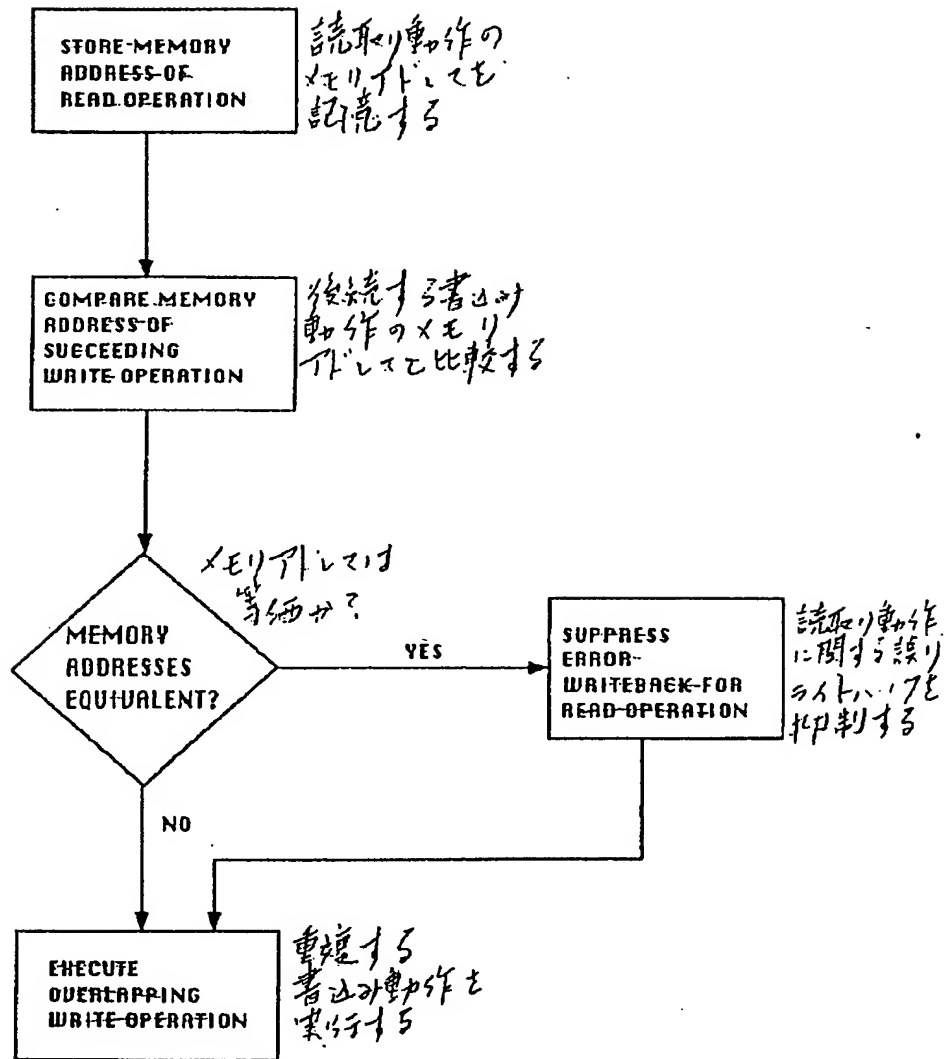 STORE MEMORY
ADDRESS OF
READ OPERATION
読取り動作の
メモリアドレスを
記憶する
COMPARE MEMORY
ADDRESS OF
SUCCEEDING
WRITE OPERATION
後続する書込み
動作のメモリ
アドレスと比較する
MEMORY
ADDRESSES
EQUIVALENT?
メモリアドレスは
等価か?
YES
SUPPRESS
ERROR
WRITEBACK FOR
READ OPERATION
読取り動作
に関する誤り
ライトバックを
抑制する
NO
EXECUTE
OVERLAPPING
WRITE OPERATION
重複する
書込み動作を
実行する